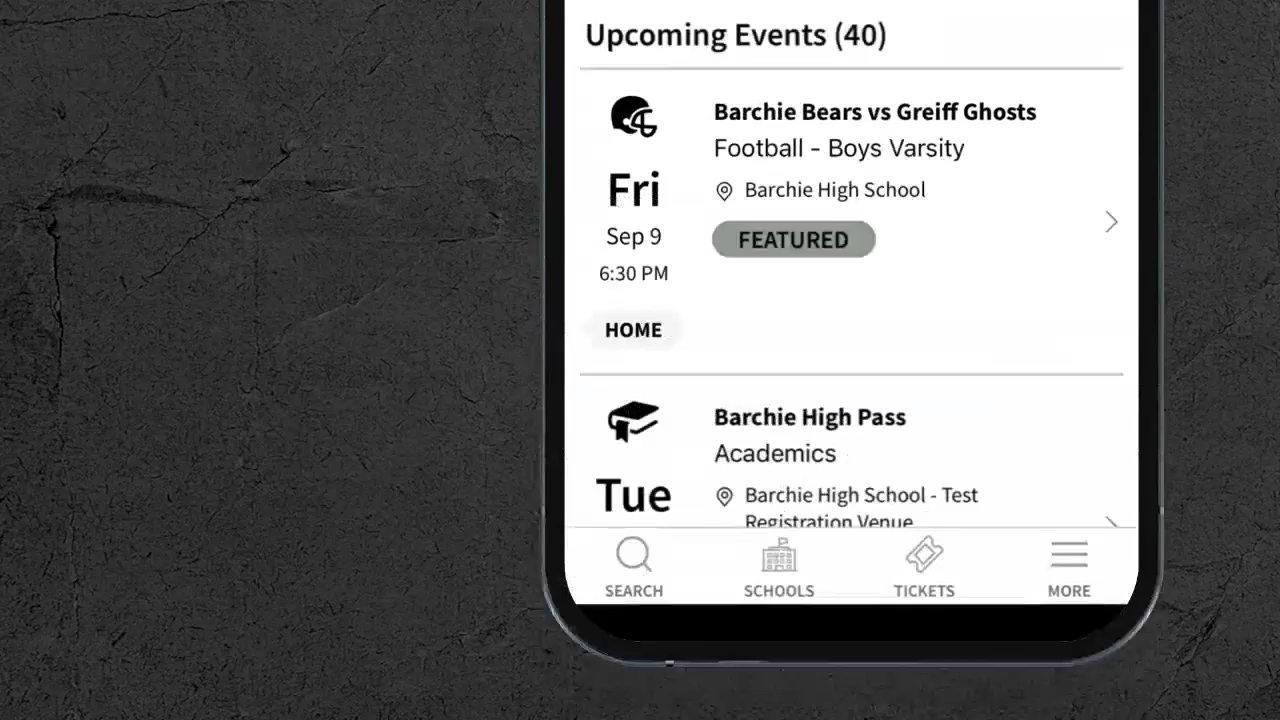 Upcoming Events (40)
Barchie Bears vs Greiff Ghosts
Football - Boys Varsity
Fri
Barchie High School
Sep 9
FEATURED
6:30 PM
HOME
Barchie High Pass
Academics
Tue
Barchie High School - Test
Registration Venue
SEARCH
SCHOOLS
TICKETS
MORE